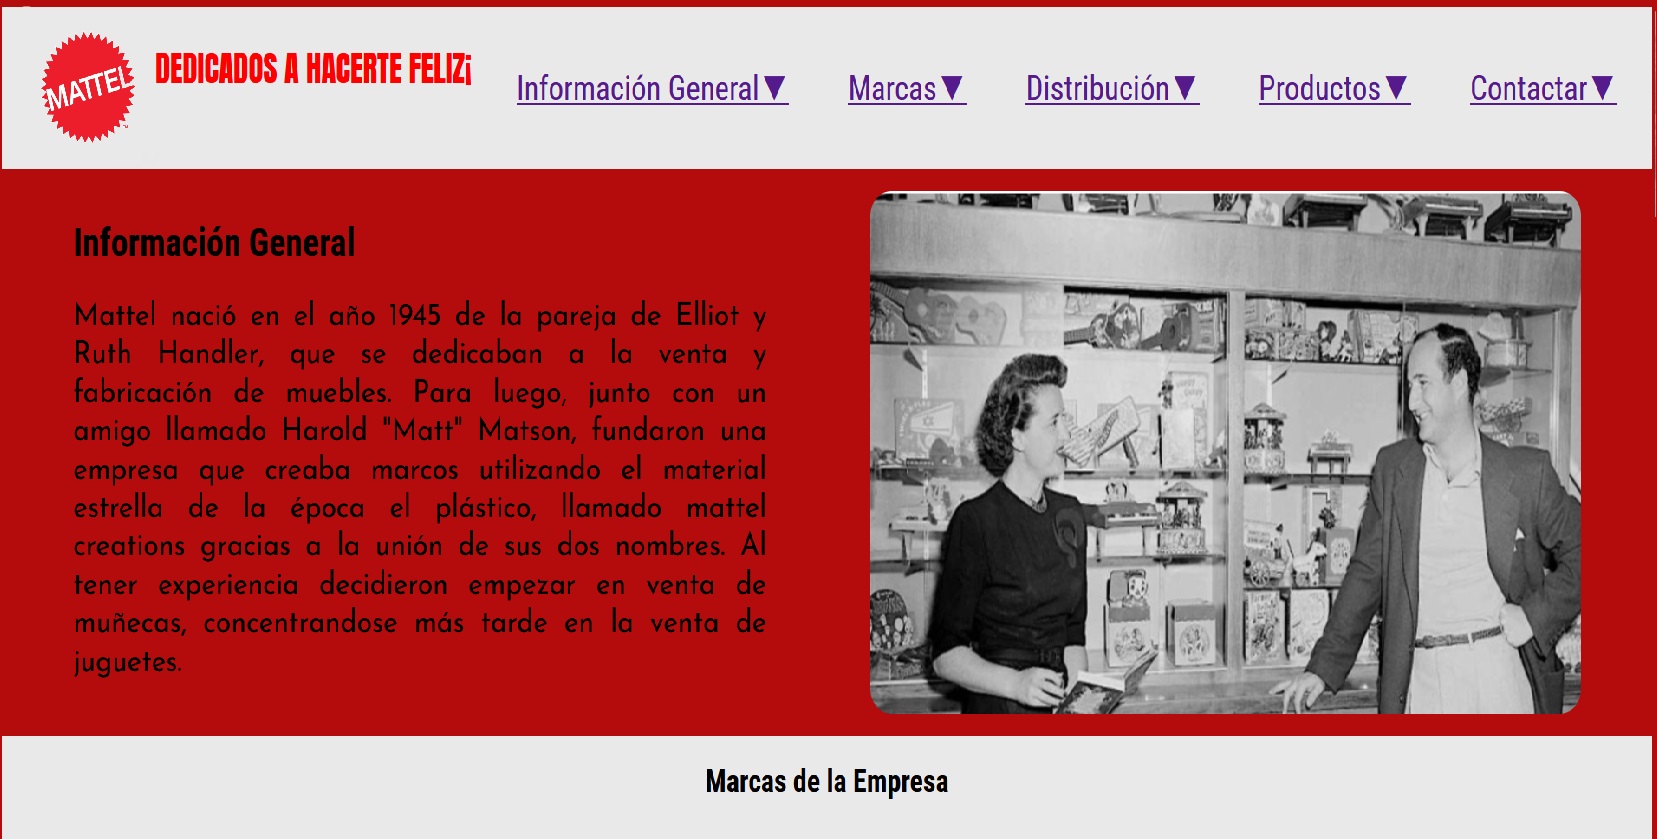 MATTEL
DEDICADOS A HACERTE FELIZ¡
Información General▼
Marcas▼
Distribución▼
Productos▼
Contactar▼
Información General
Mattel nació en el año 1945 de la pareja de Elliot y
Ruth Handler, que se dedicaban a la venta y
fabricación de muebles. Para luego, junto con un
amigo llamado Harold "Matt" Matson, fundaron una
empresa que creaba marcos utilizando el material
estrella de la época el plástico, llamado mattel
creations gracias a la unión de sus dos nombres. Al
tener experiencia decidieron empezar en venta de
muñecas, concentrandose más tarde en la venta de
juguetes.
Marcas de la Empresa